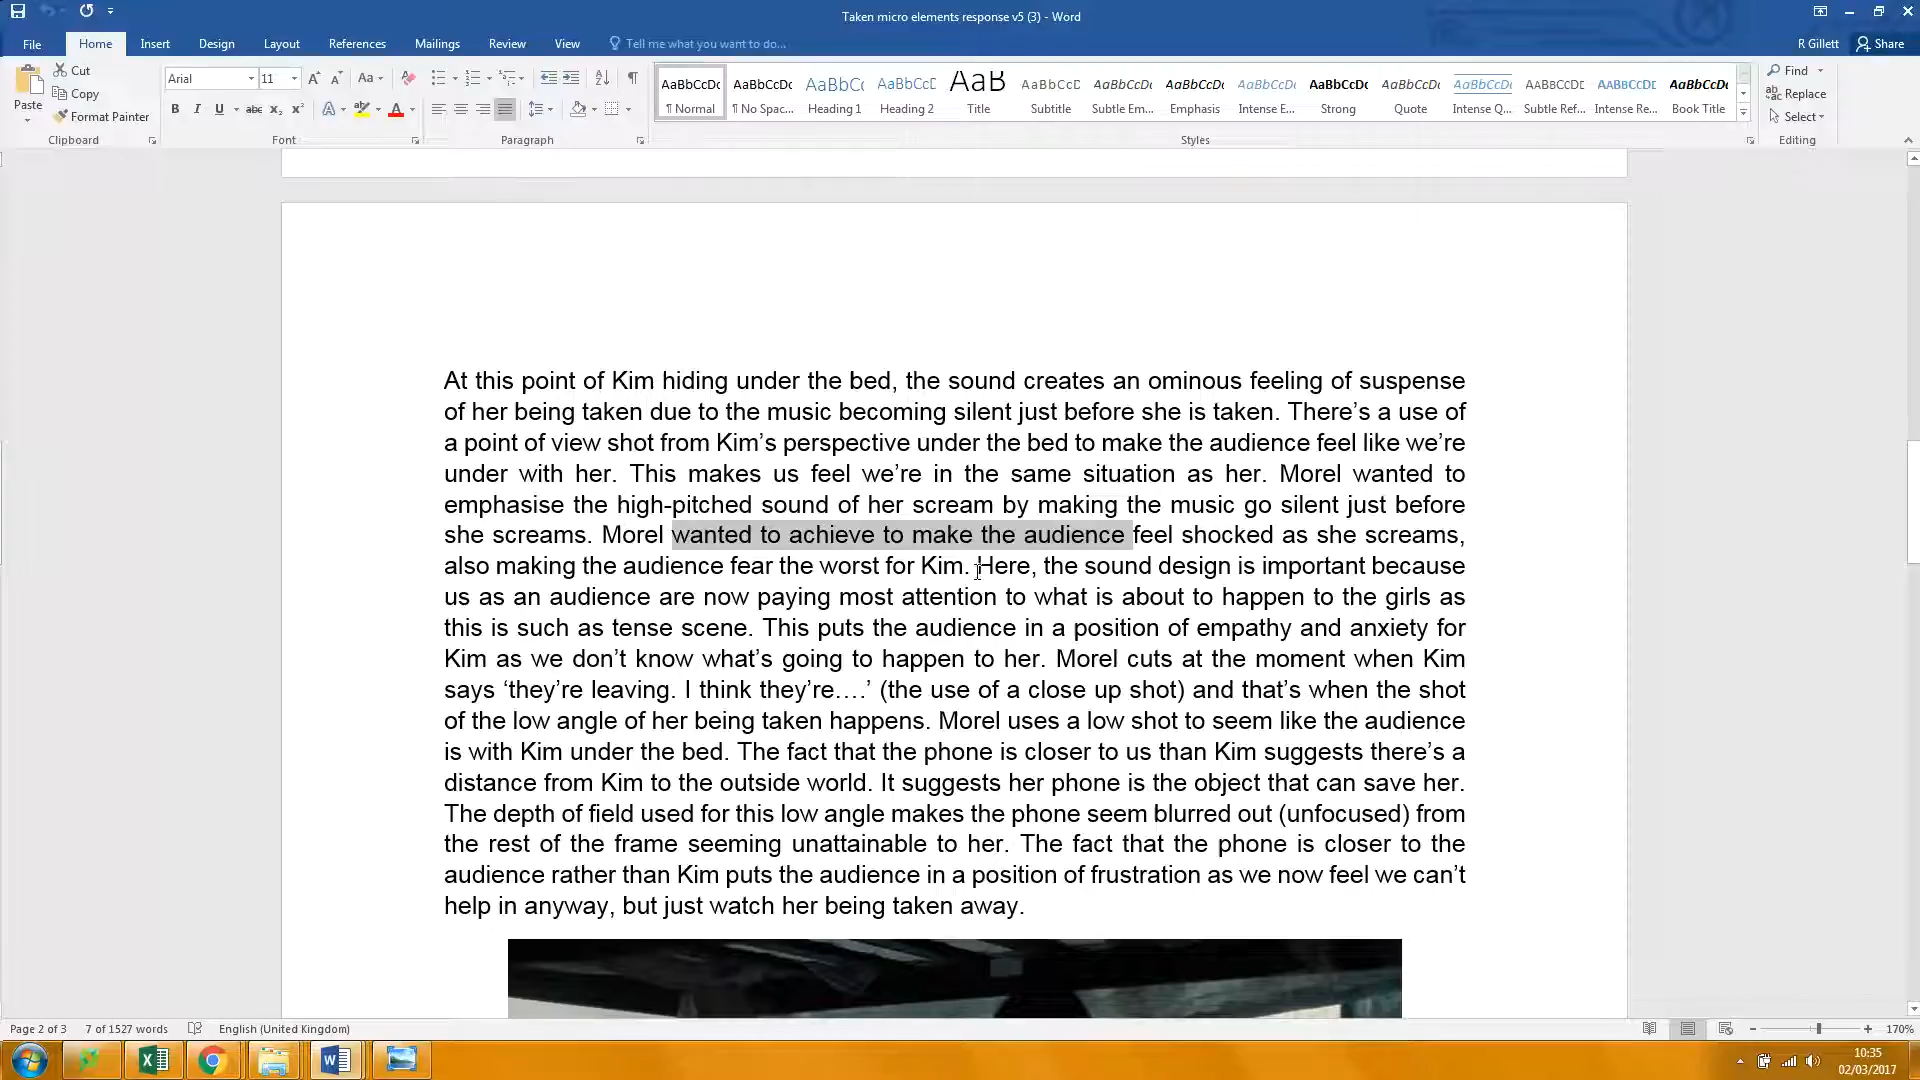 Taken micro elements response v5 (3) - Word
File Home Insert Design Layout References Mailings Review View Tell me what you want to do... R Gillett Share
Paste Cut Copy Format Painter
Clipboard
Arial 11
Font
Paragraph
AaBbCcDc AaBbCcDc AaBbCc AaBbCcD AaB AaBbCcDc AaBbCcDc AaBbCcDc AaBbCcDc AaBbCcDc AaBbCcDc AaBbCcDc AABBCCDD AABBCCDD AaBbCcDc
¶ Normal ¶ No Spac... Heading 1 Heading 2 Title Subtitle Subtle Em... Emphasis Intense E... Strong Quote Intense Q... Subtle Ref... Intense Re... Book Title
Styles
Find
Replace
Select
Editing
At this point of Kim hiding under the bed, the sound creates an ominous feeling of suspense
of her being taken due to the music becoming silent just before she is taken. There’s a use of
a point of view shot from Kim’s perspective under the bed to make the audience feel like we’re
under with her. This makes us feel we’re in the same situation as her. Morel wanted to
emphasise the high-pitched sound of her scream by making the music go silent just before
she screams. Morel wanted to achieve to make the audience feel shocked as she screams,
also making the audience fear the worst for Kim. Here, the sound design is important because
us as an audience are now paying most attention to what is about to happen to the girls as
this is such as tense scene. This puts the audience in a position of empathy and anxiety for
Kim as we don’t know what’s going to happen to her. Morel cuts at the moment when Kim
says ‘they’re leaving. I think they’re….’ (the use of a close up shot) and that’s when the shot
of the low angle of her being taken happens. Morel uses a low shot to seem like the audience
is with Kim under the bed. The fact that the phone is closer to us than Kim suggests there’s a
distance from Kim to the outside world. It suggests her phone is the object that can save her.
The depth of field used for this low angle makes the phone seem blurred out (unfocused) from
the rest of the frame seeming unattainable to her. The fact that the phone is closer to the
audience rather than Kim puts the audience in a position of frustration as we now feel we can’t
help in anyway, but just watch her being taken away.
Page 2 of 3 7 of 1527 words English (United Kingdom) 170%
10:35
02/03/2017